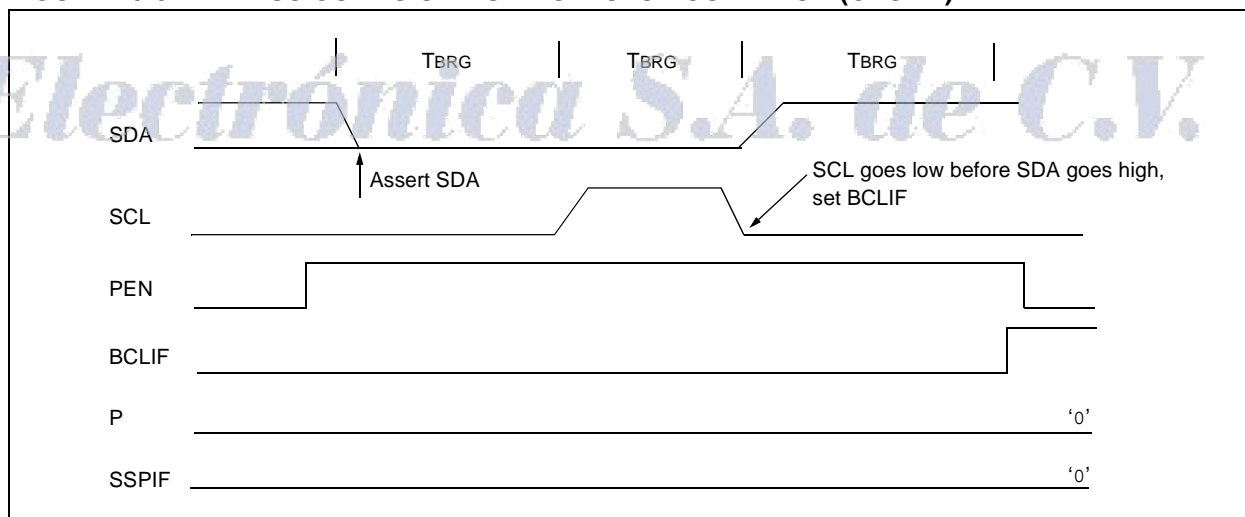 TBRG TBRG TBRG
Electrónica S.A. de C.V.
SDA
Assert SDA
SCL goes low before SDA goes high,
set BCLIF
SCL
PEN
BCLIF
P
‘0’
SSPIF
‘0’